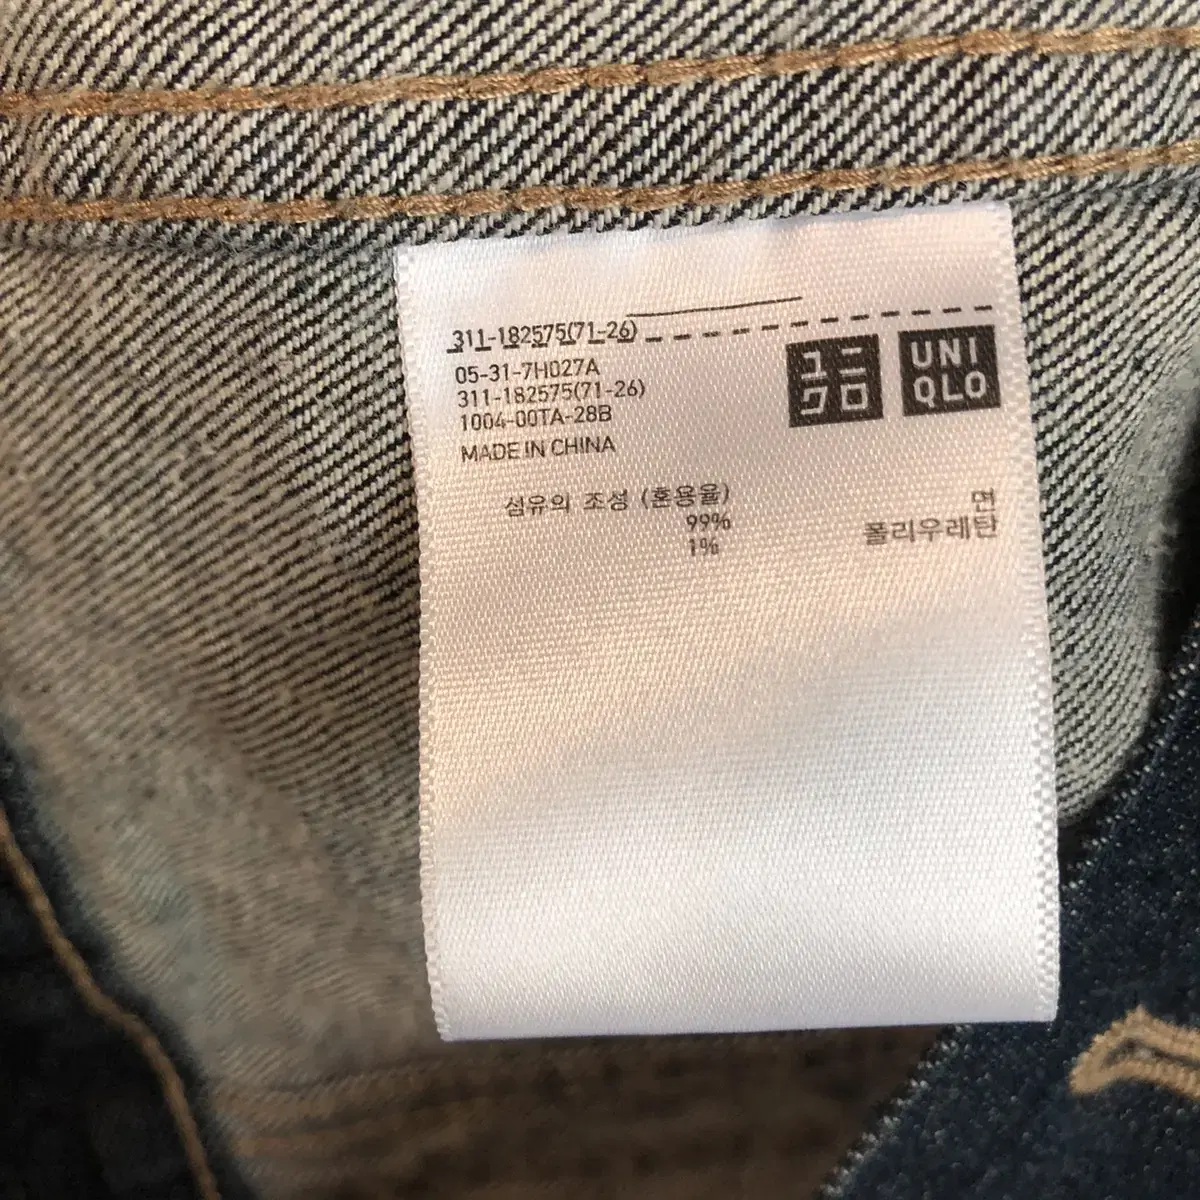 311-182575(71-26)
05-31-7H027A
311-182575(71-26)
1004-00TA-28B
MADE IN CHINA
ユニ
クロ
UNI
QLO
섬유의 조성 (혼용율)
99% 면
1% 폴리우레탄